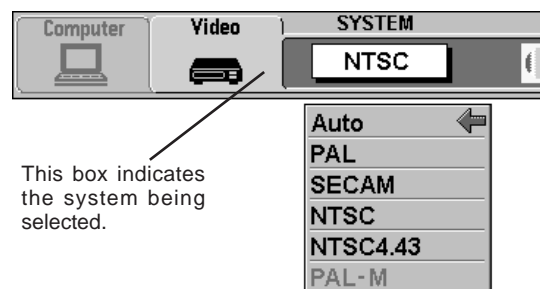 Computer
Video
SYSTEM
NTSC
Auto
PAL
SECAM
NTSC
NTSC4.43
PAL-M
This box indicates
the system being
selected.